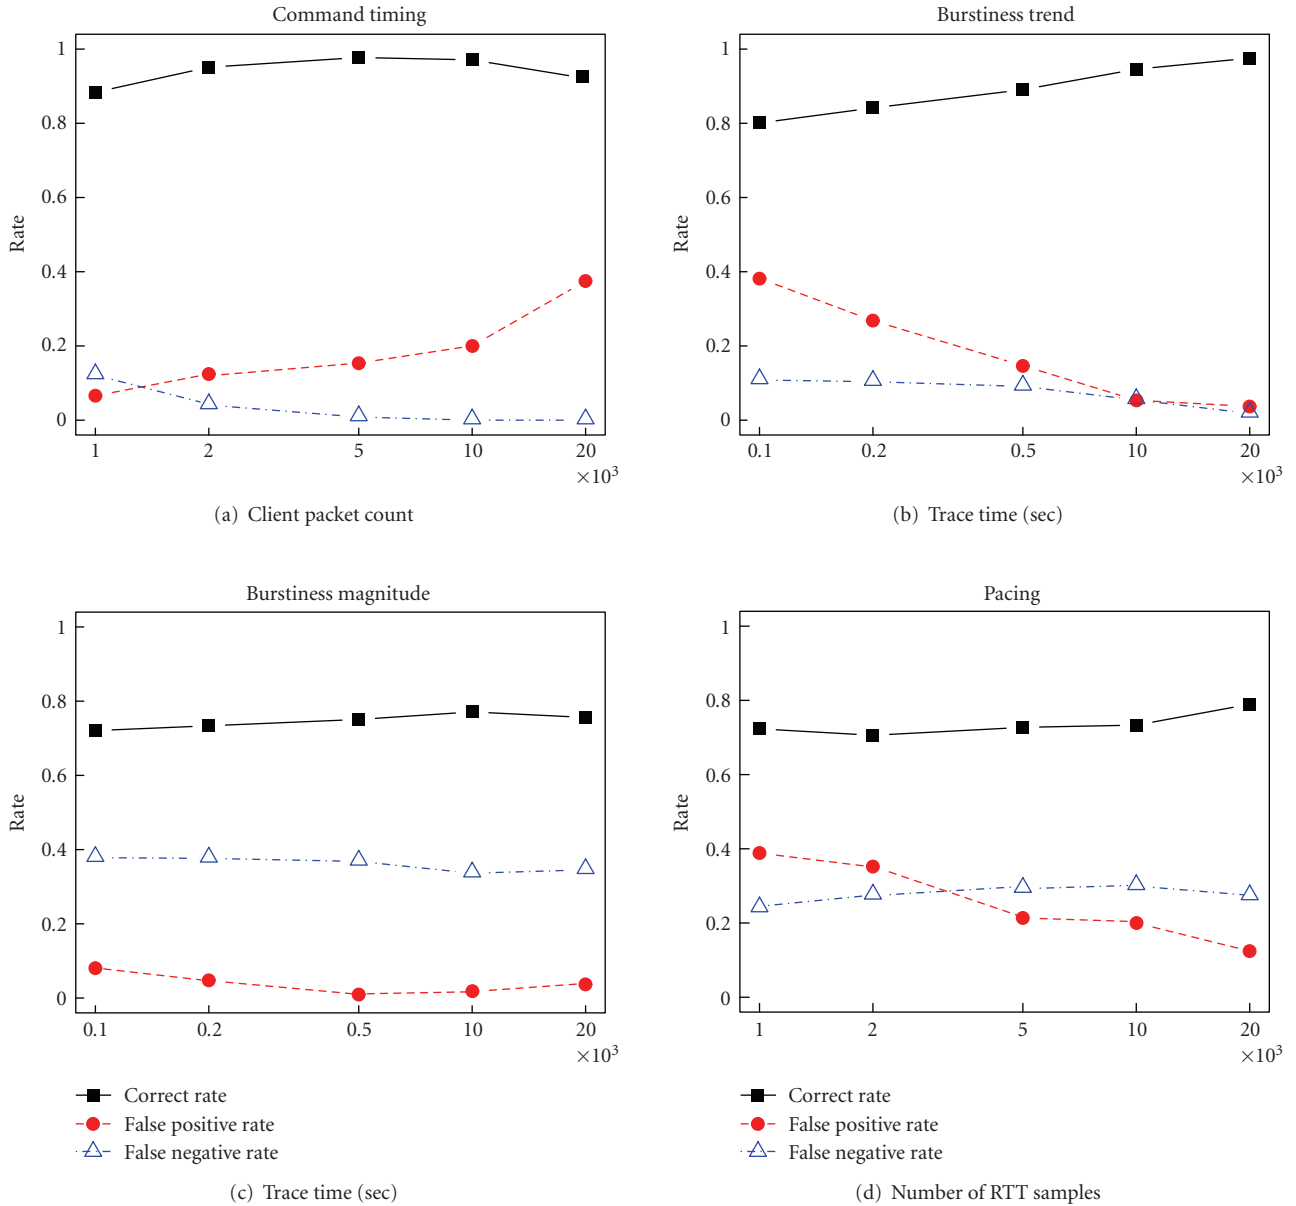 Command timing
1
0.8
0.6
0.4
0.2
0
Rate
1 2 5 10 20
×10³
(a) Client packet count
Burstiness trend
1
0.8
0.6
0.4
0.2
0
Rate
0.1 0.2 0.5 10 20
×10³
(b) Trace time (sec)
Burstiness magnitude
1
0.8
0.6
0.4
0.2
0
Rate
0.1 0.2 0.5 10 20
×10³
Correct rate
False positive rate
False negative rate
(c) Trace time (sec)
Pacing
1
0.8
0.6
0.4
0.2
0
Rate
1 2 5 10 20
×10³
Correct rate
False positive rate
False negative rate
(d) Number of RTT samples